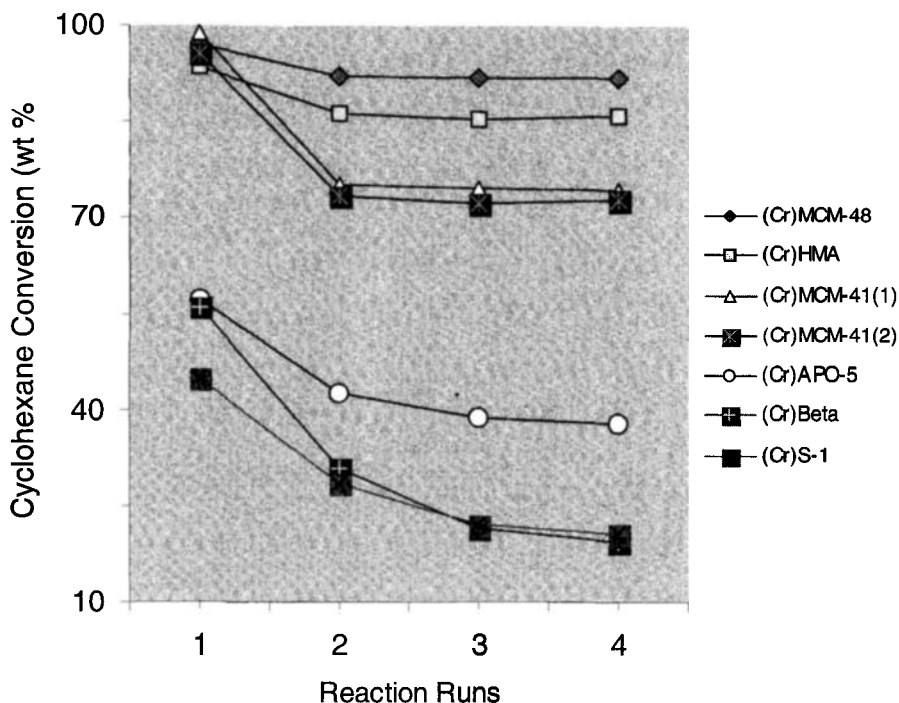 Cyclohexane Conversion (wt %
100
70
40
10
1 2 3 4
Reaction Runs
(Cr)MCM-48
(Cr)HMA
(Cr)MCM-41(1)
(Cr)MCM-41(2)
(Cr)APO-5
(Cr)Beta
(Cr)S-1